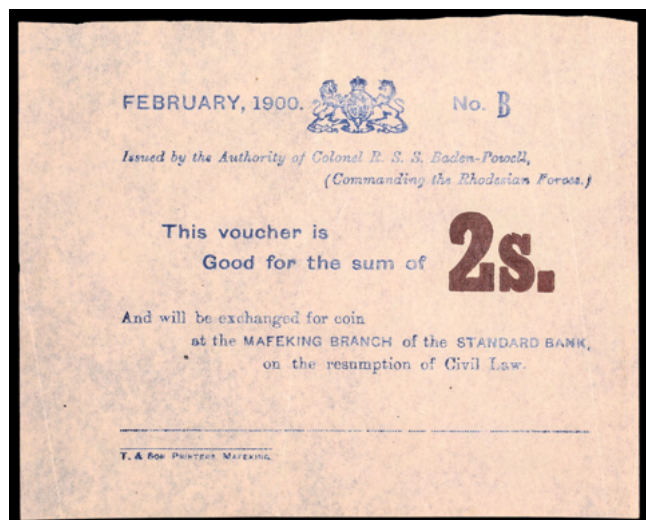 FEBRUARY, 1900. No. B
Issued by the Authority of Colonel R. S. S. Baden-Powell,
(Commanding the Rhodesian Forces.)
This voucher is
Good for the sum of 2s.
And will be exchanged for coin
at the MAFEKING BRANCH of the STANDARD BANK,
on the resumption of Civil Law.
T. & SON PRINTERS, MAFEKING.